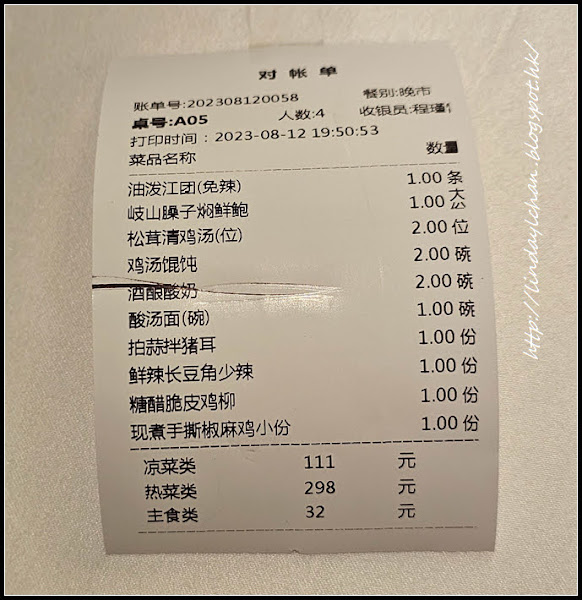 对帐单
账单号:202308120058 餐别:晚市
桌号:A05 人数:4 收银员:程瑾
打印时间：2023-08-12 19:50:53
菜品名称 数量
油泼江团(免辣) 1.00 条
岐山臊子焖鲜鲍 1.00 大
松茸清鸡汤(位) 2.00 位
鸡汤馄饨 2.00 碗
酒酿酸奶 2.00 碗
酸汤面(碗) 1.00 碗
拍蒜拌猪耳 1.00 份
鲜辣长豆角少辣 1.00 份
糖醋脆皮鸡柳 1.00 份
现煮手撕椒麻鸡小份 1.00 份
凉菜类 111 元
热菜类 298 元
主食类 32 元
http://lindaylchan.blogspot.hk/